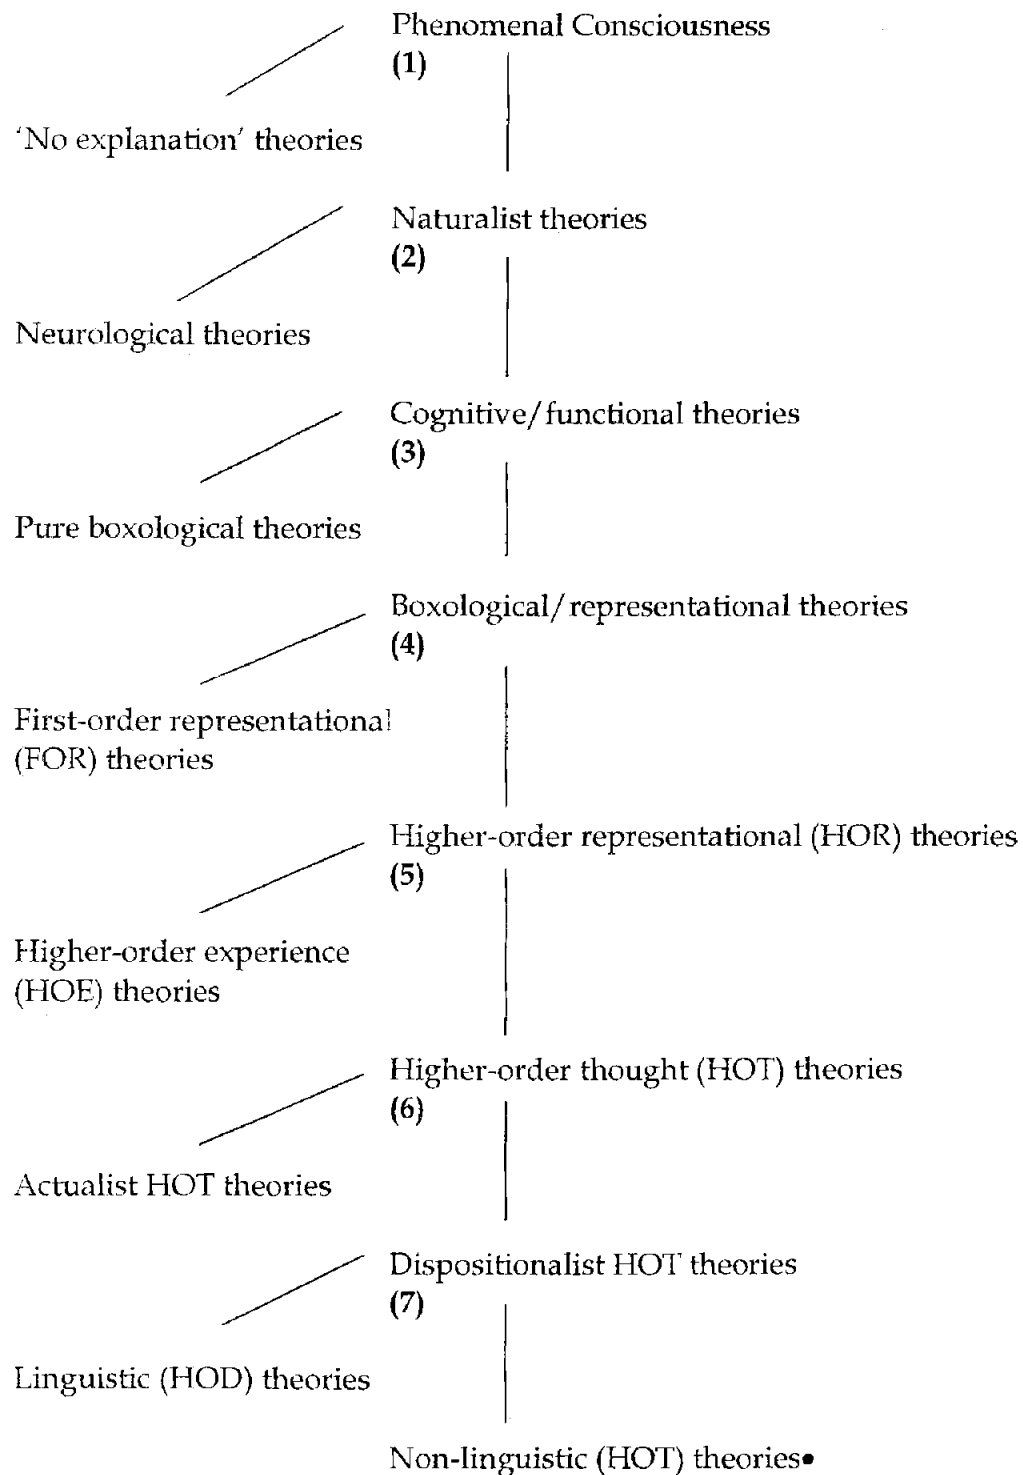 Phenomenal Consciousness
(1)
'No explanation' theories
Naturalist theories
(2)
Neurological theories
Cognitive/functional theories
(3)
Pure boxological theories
Boxological/representational theories
(4)
First-order representational
(FOR) theories
Higher-order representational (HOR) theories
(5)
Higher-order experience
(HOE) theories
Higher-order thought (HOT) theories
(6)
Actualist HOT theories
Dispositionalist HOT theories
(7)
Linguistic (HOD) theories
Non-linguistic (HOT) theories•